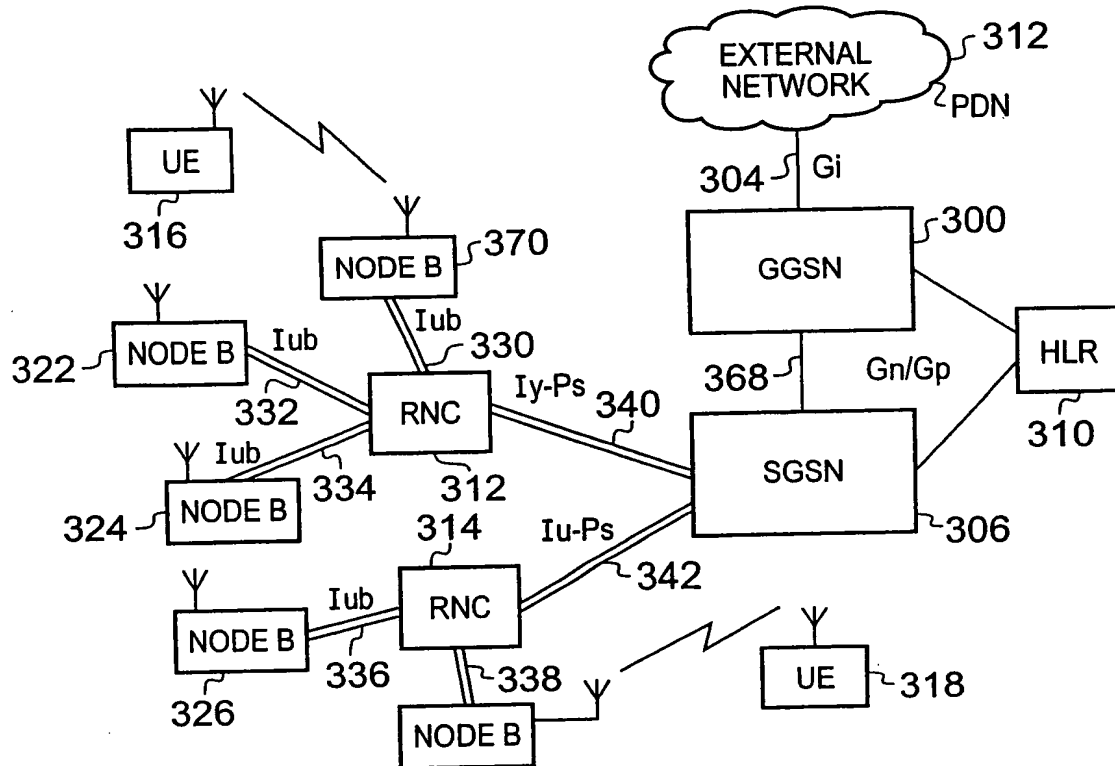 EXTERNAL
NETWORK
312
PDN
304
Gi
UE
316
NODE B
370
GGSN
300
Iub
330
NODE B
322
Iub
332
RNC
312
Iy-Ps
340
368
Gn/Gp
HLR
310
Iub
334
NODE B
324
SGSN
306
314
RNC
Iu-Ps
342
NODE B
326
Iub
336
338
NODE B
UE
318